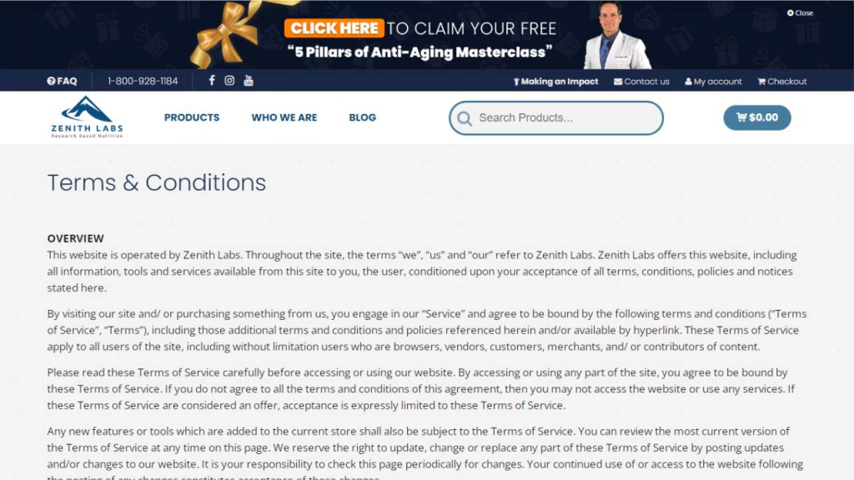 CLICK HERE TO CLAIM YOUR FREE
Close
"5 Pillars of Anti-Aging Masterclass"
FAQ
1-800-928-1184
Making an Impact
Contact us
My account
Checkout
ZENITH LABS
Research Based Nutrition
PRODUCTS
WHO WE ARE
BLOG
Search Products...
$0.00
Terms & Conditions
OVERVIEW
This website is operated by Zenith Labs. Throughout the site, the terms "we", "us" and "our" refer to Zenith Labs. Zenith Labs offers this website, including
all information, tools and services available from this site to you, the user, conditioned upon your acceptance of all terms, conditions, policies and notices
stated here.
By visiting our site and/ or purchasing something from us, you engage in our "Service" and agree to be bound by the following terms and conditions ("Terms
of Service", "Terms"), including those additional terms and conditions and policies referenced herein and/or available by hyperlink. These Terms of Service
apply to all users of the site, including without limitation users who are browsers, vendors, customers, merchants, and/ or contributors of content.
Please read these Terms of Service carefully before accessing or using our website. By accessing or using any part of the site, you agree to be bound by
these Terms of Service. If you do not agree to all the terms and conditions of this agreement, then you may not access the website or use any services. If
these Terms of Service are considered an offer, acceptance is expressly limited to these Terms of Service.
Any new features or tools which are added to the current store shall also be subject to the Terms of Service. You can review the most current version of
the Terms of Service at any time on this page. We reserve the right to update, change or replace any part of these Terms of Service by posting updates
and/or changes to our website. It is your responsibility to check this page periodically for changes. Your continued use of or access to the website following
the posting of any changes constitutes acceptance of those changes.